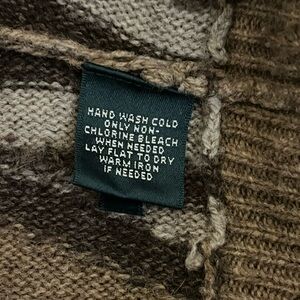 HAND WASH COLD
ONLY NON-
CHLORINE BLEACH
WHEN NEEDED
LAY FLAT TO DRY
WARM IRON
IF NEEDED